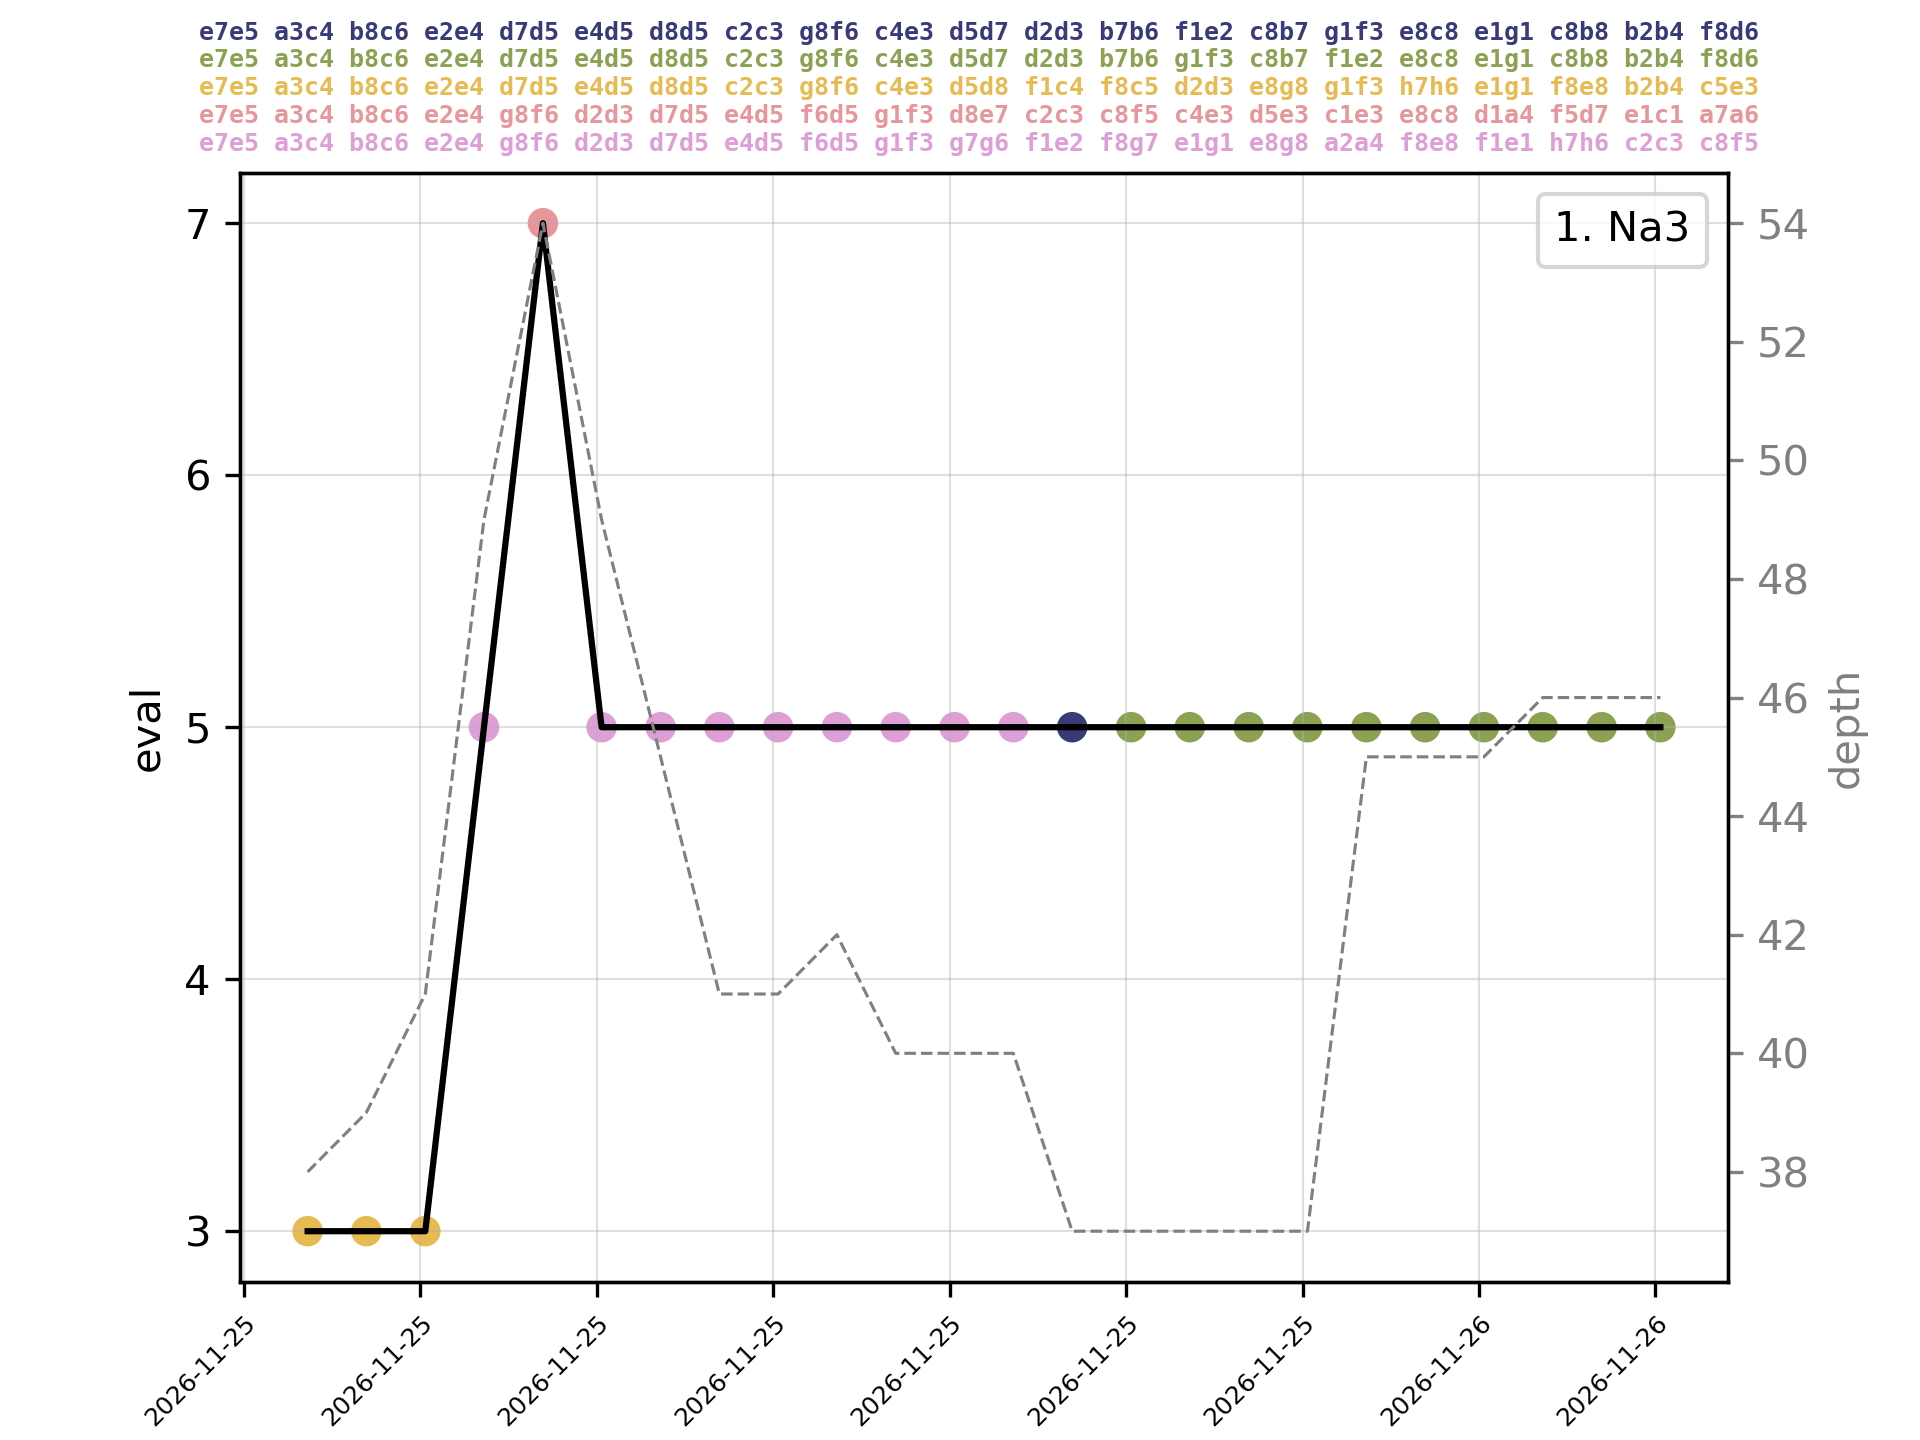 e7e5 a3c4 b8c6 e2e4 d7d5 e4d5 d8d5 c2c3 g8f6 c4e3 d5d7 d2d3 b7b6 f1e2 c8b7 g1f3 e8c8 e1g1 c8b8 b2b4 f8d6
e7e5 a3c4 b8c6 e2e4 d7d5 e4d5 d8d5 c2c3 g8f6 c4e3 d5d7 d2d3 b7b6 g1f3 c8b7 f1e2 e8c8 e1g1 c8b8 b2b4 f8d6
e7e5 a3c4 b8c6 e2e4 d7d5 e4d5 d8d5 c2c3 g8f6 c4e3 d5d8 f1c4 f8c5 d2d3 e8g8 g1f3 h7h6 e1g1 f8e8 b2b4 c5e3
e7e5 a3c4 b8c6 e2e4 g8f6 d2d3 d7d5 e4d5 f6d5 g1f3 d8e7 c2c3 c8f5 c4e3 d5e3 c1e3 e8c8 d1a4 f5d7 e1c1 a7a6
e7e5 a3c4 b8c6 e2e4 g8f6 d2d3 d7d5 e4d5 f6d5 g1f3 g7g6 f1e2 f8g7 e1g1 e8g8 a2a4 f8e8 f1e1 h7h6 c2c3 c8f5
1. Na3
7
6
5
4
3
eval
54
52
50
48
46
44
42
40
38
depth
2026-11-25
2026-11-25
2026-11-25
2026-11-25
2026-11-25
2026-11-25
2026-11-25
2026-11-26
2026-11-26